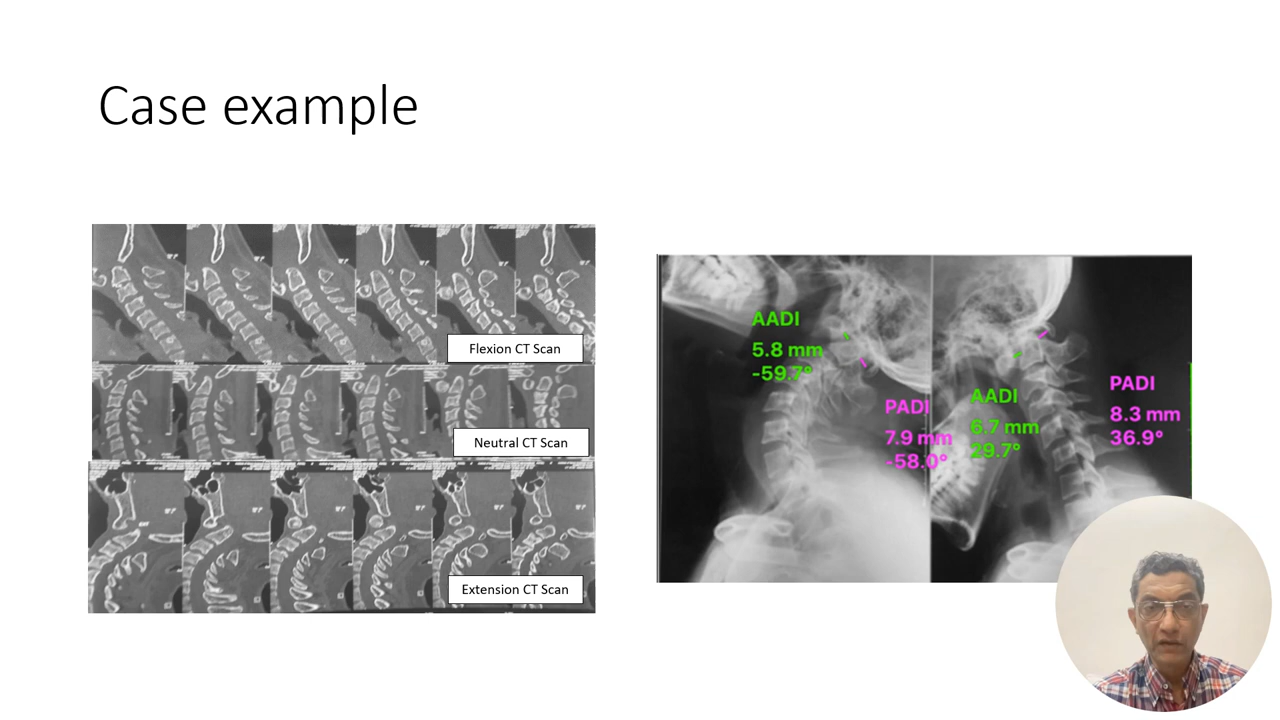 Case example
Flexion CT Scan
Neutral CT Scan
Extension CT Scan
AADI
5.8 mm
-59.7°
PADI
7.9 mm
-58.0°
AADI
6.7 mm
29.7°
PADI
8.3 mm
36.9°